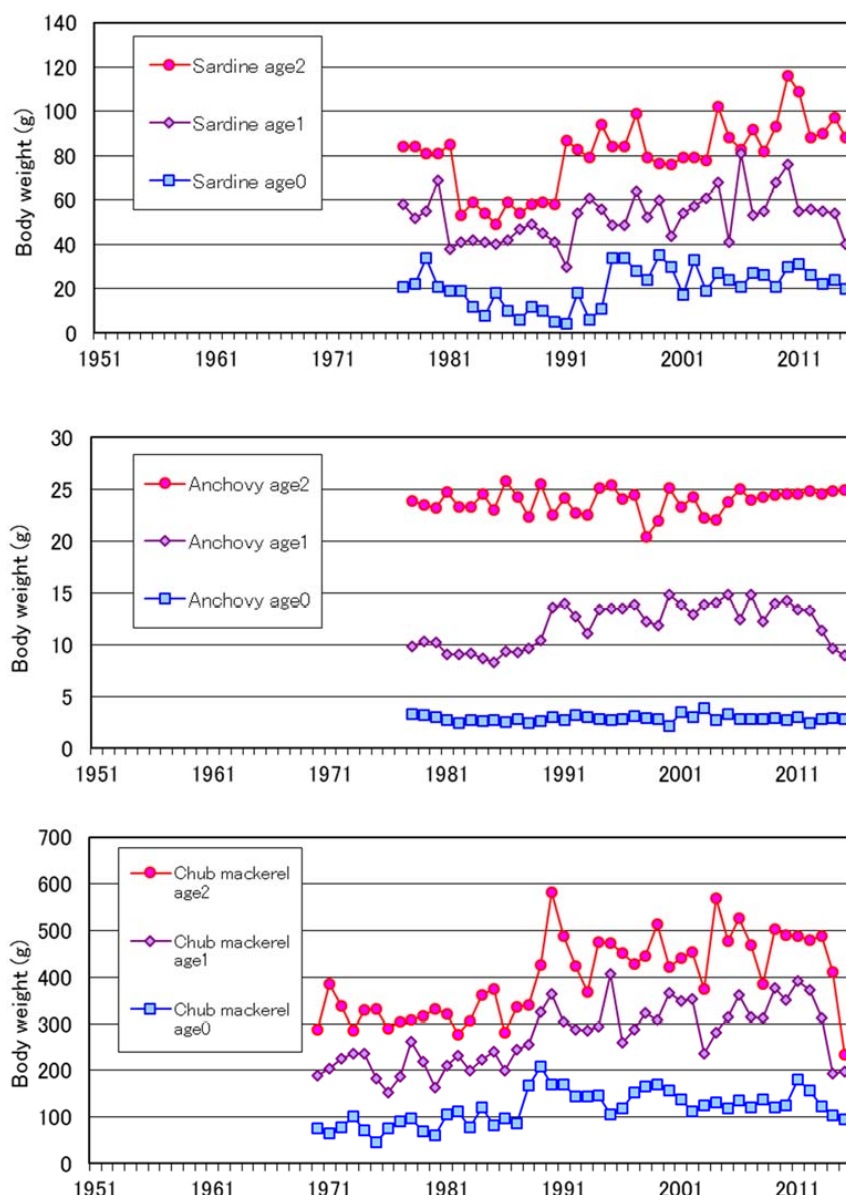 140
120
100
80
60
40
20
0
Body weight (g)
Sardine age2
Sardine age1
Sardine age0
1951 1961 1971 1981 1991 2001 2011
30
25
20
15
10
5
0
Body weight (g)
Anchovy age2
Anchovy age1
Anchovy age0
1951 1961 1971 1981 1991 2001 2011
700
600
500
400
300
200
100
0
Body weight (g)
Chub mackerel
age2
Chub mackerel
age1
Chub mackerel
age0
1951 1961 1971 1981 1991 2001 2011